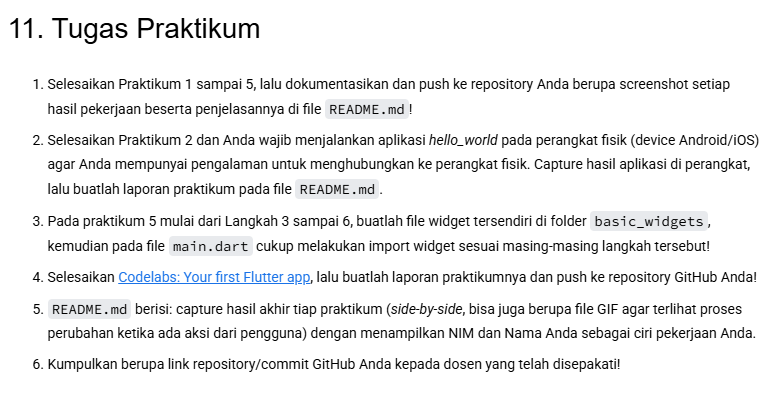 11. Tugas Praktikum
1. Selesaikan Praktikum 1 sampai 5, lalu dokumentasikan dan push ke repository Anda berupa screenshot setiap
hasil pekerjaan beserta penjelasannya di file README.md!
2. Selesaikan Praktikum 2 dan Anda wajib menjalankan aplikasi hello_world pada perangkat fisik (device Android/iOS)
agar Anda mempunyai pengalaman untuk menghubungkan ke perangkat fisik. Capture hasil aplikasi di perangkat,
lalu buatlah laporan praktikum pada file README.md.
3. Pada praktikum 5 mulai dari Langkah 3 sampai 6, buatlah file widget tersendiri di folder basic_widgets,
kemudian pada file main.dart cukup melakukan import widget sesuai masing-masing langkah tersebut!
4. Selesaikan Codelabs: Your first Flutter app, lalu buatlah laporan praktikumnya dan push ke repository GitHub Anda!
5. README.md berisi: capture hasil akhir tiap praktikum (side-by-side, bisa juga berupa file GIF agar terlihat proses
perubahan ketika ada aksi dari pengguna) dengan menampilkan NIM dan Nama Anda sebagai ciri pekerjaan Anda.
6. Kumpulkan berupa link repository/commit GitHub Anda kepada dosen yang telah disepakati!